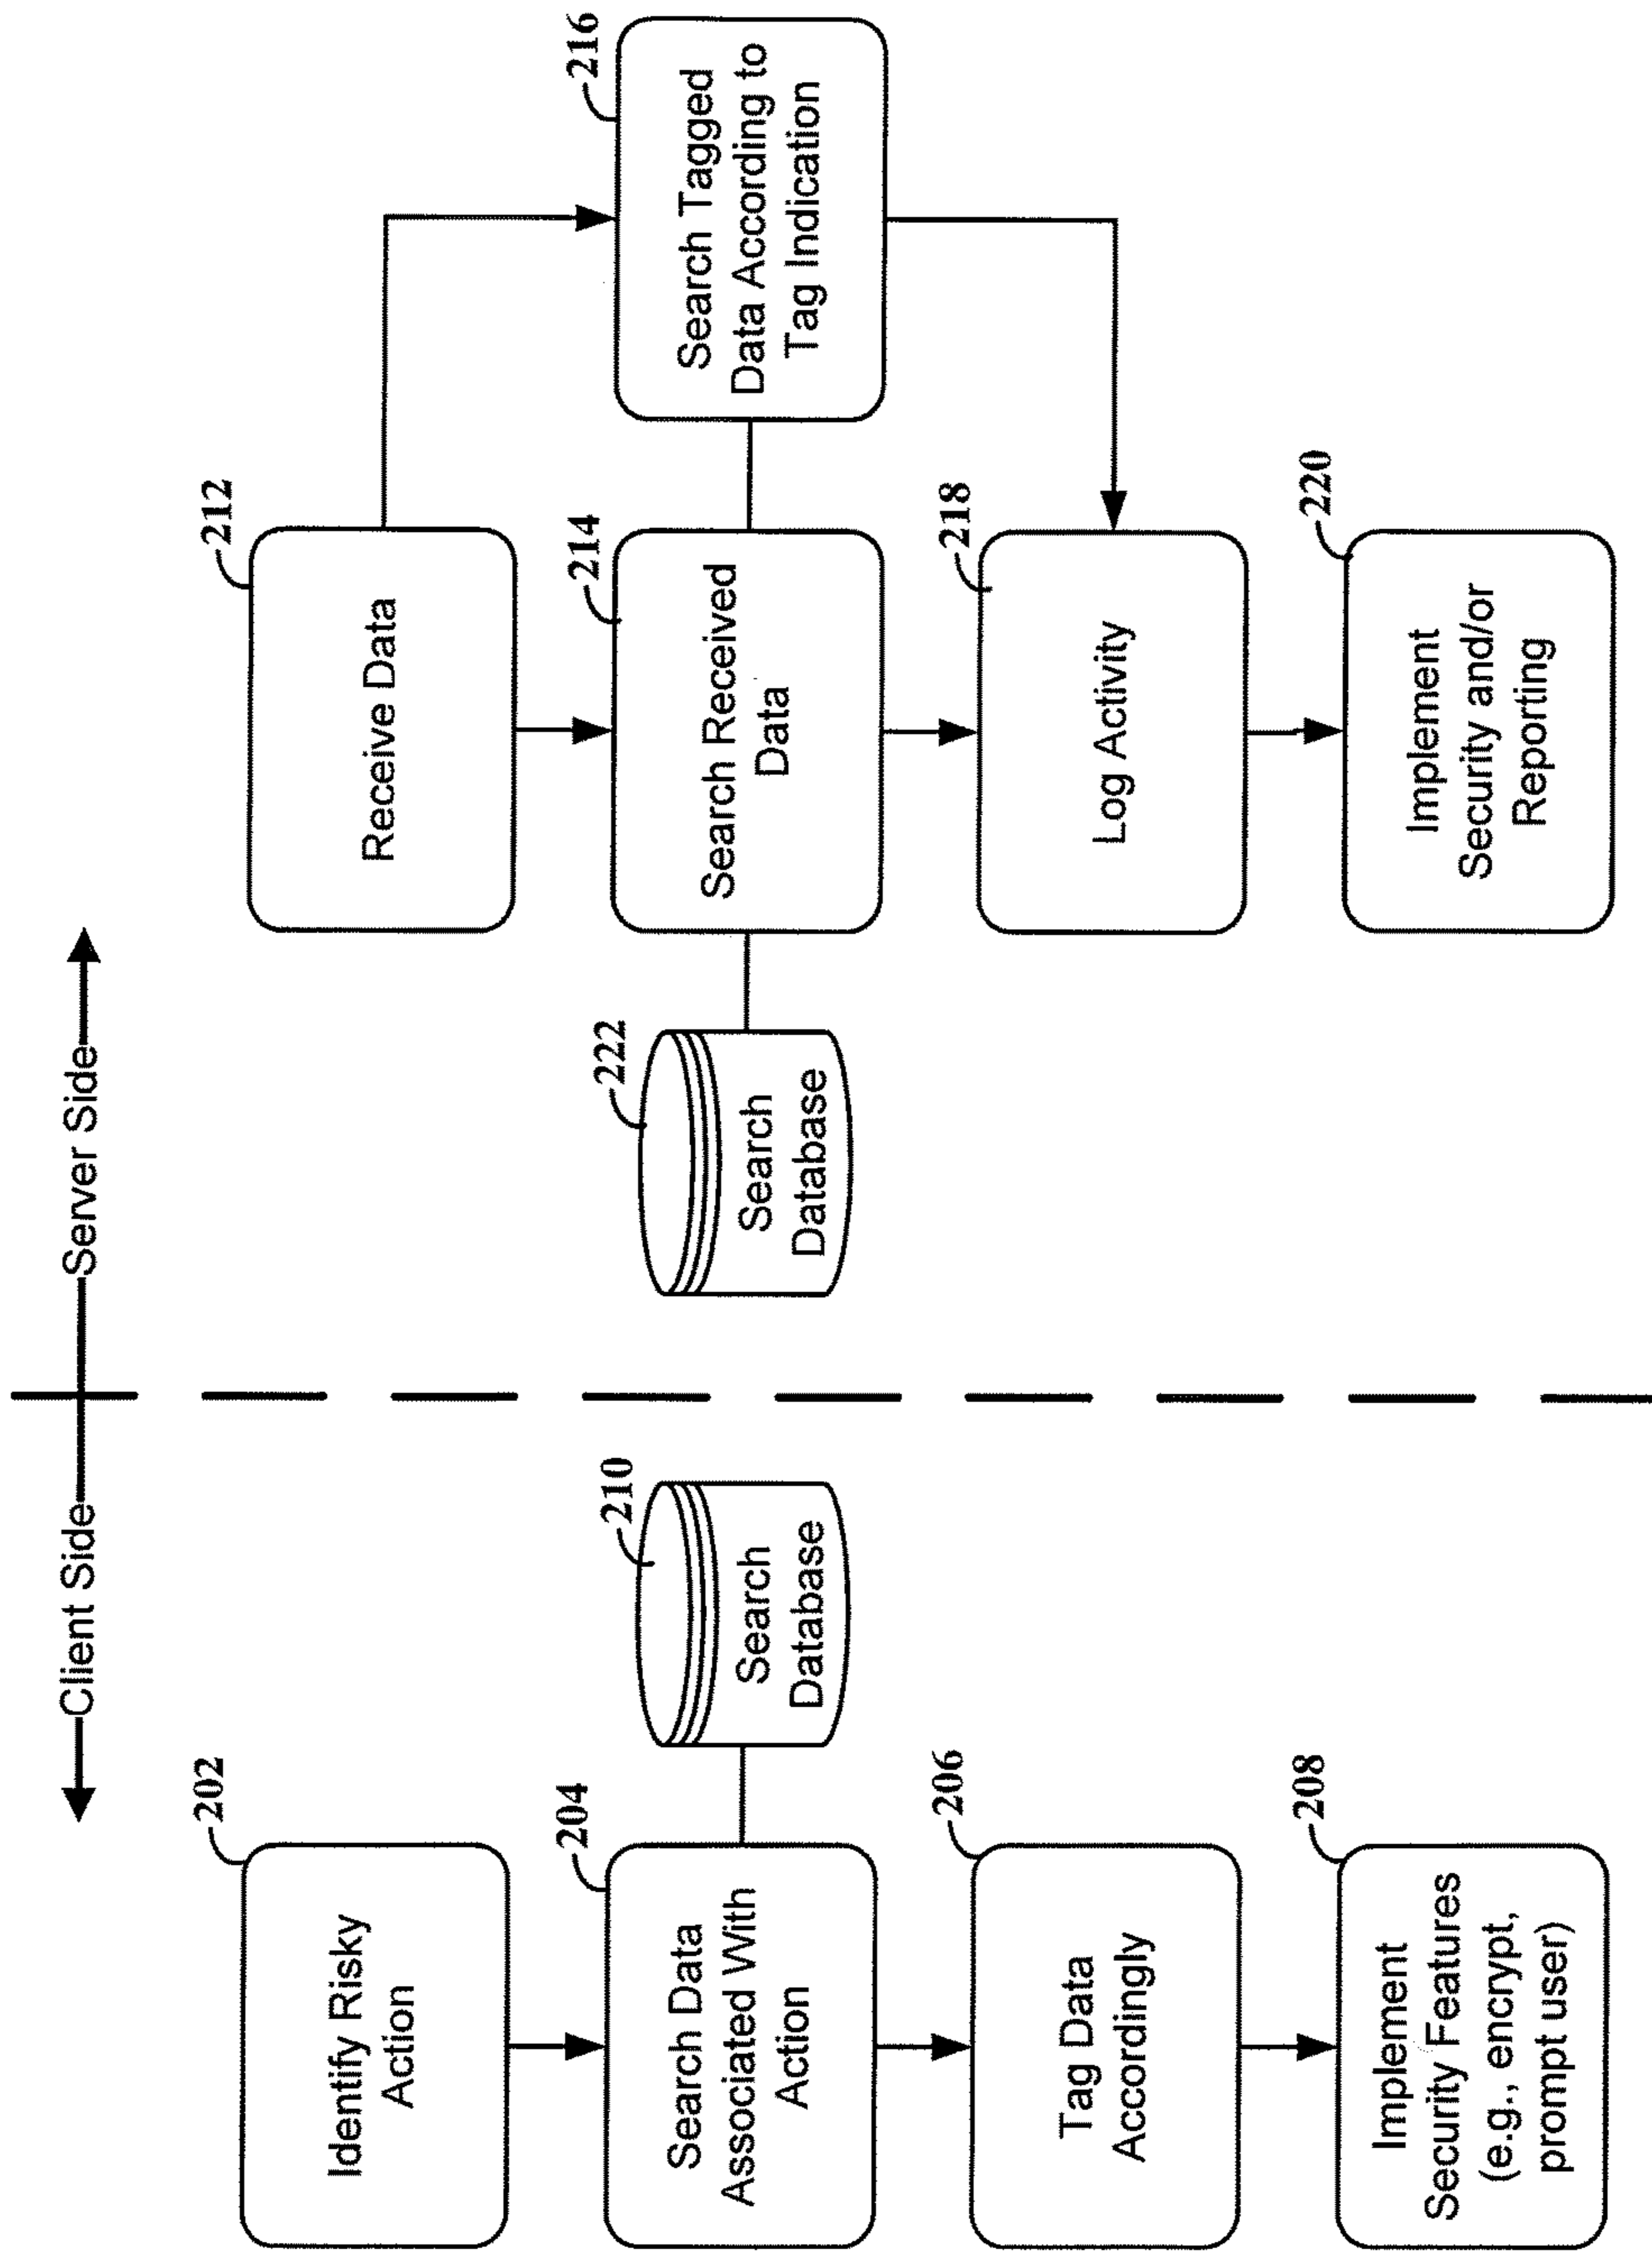 Client Side
Server Side
202
Identify Risky
Action
204
Search Data
Associated With
Action
210
Search
Database
206
Tag Data
Accordingly
208
Implement
Security Features
(e.g., encrypt,
prompt user)
212
Receive Data
222
Search
Database
214
Search Received
Data
216
Search Tagged
Data According to
Tag Indication
218
Log Activity
220
Implement
Security and/or
Reporting